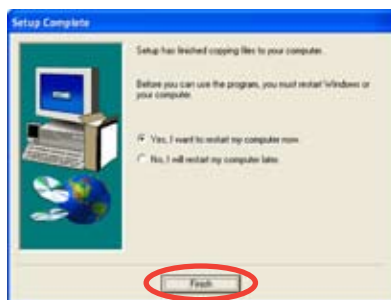 Setup Complete
Setup has finished copying files to your computer.
Before you can use the program, you must restart Windows or
your computer.
Yes, I want to restart my computer now.
No, I will restart my computer later.
Finish